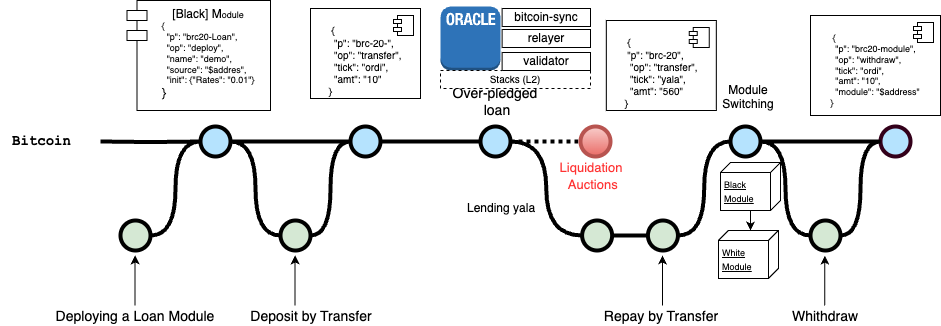 [Black] Module
{
"p": "brc20-Loan",
"op": "deploy",
"name": "demo",
"source": "$addres",
"init": {"Rates": "0.01"}
}
{
"p": "brc-20-",
"op": "transfer",
"tick": "ordi",
"amt": "10"
}
ORACLE
bitcoin-sync
relayer
validator
Stacks (L2)
Over-pledged
loan
{
"p": "brc-20",
"op": "transfer",
"tick": "yala",
"amt": "560"
}
Module
Switching
{
"p": "brc20-module",
"op": "withdraw",
"tick": "ordi",
"amt": "10",
"module": "$address"
}
Bitcoin
Liquidation
Auctions
Lending yala
Black
Module
White
Module
Deploying a Loan Module
Deposit by Transfer
Repay by Transfer
Whithdraw